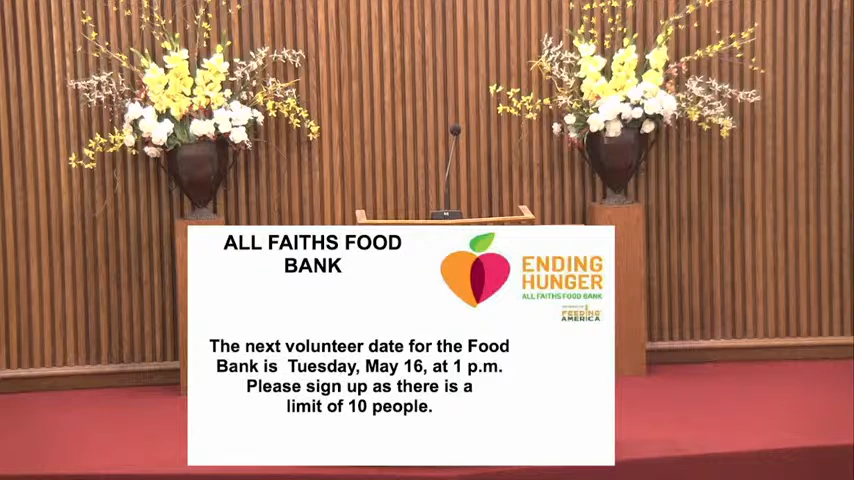 ALL FAITHS FOOD
BANK
ENDING
HUNGER
ALL FAITHS FOOD BANK
FEEDING
AMERICA
The next volunteer date for the Food
Bank is Tuesday, May 16, at 1 p.m.
Please sign up as there is a
limit of 10 people.